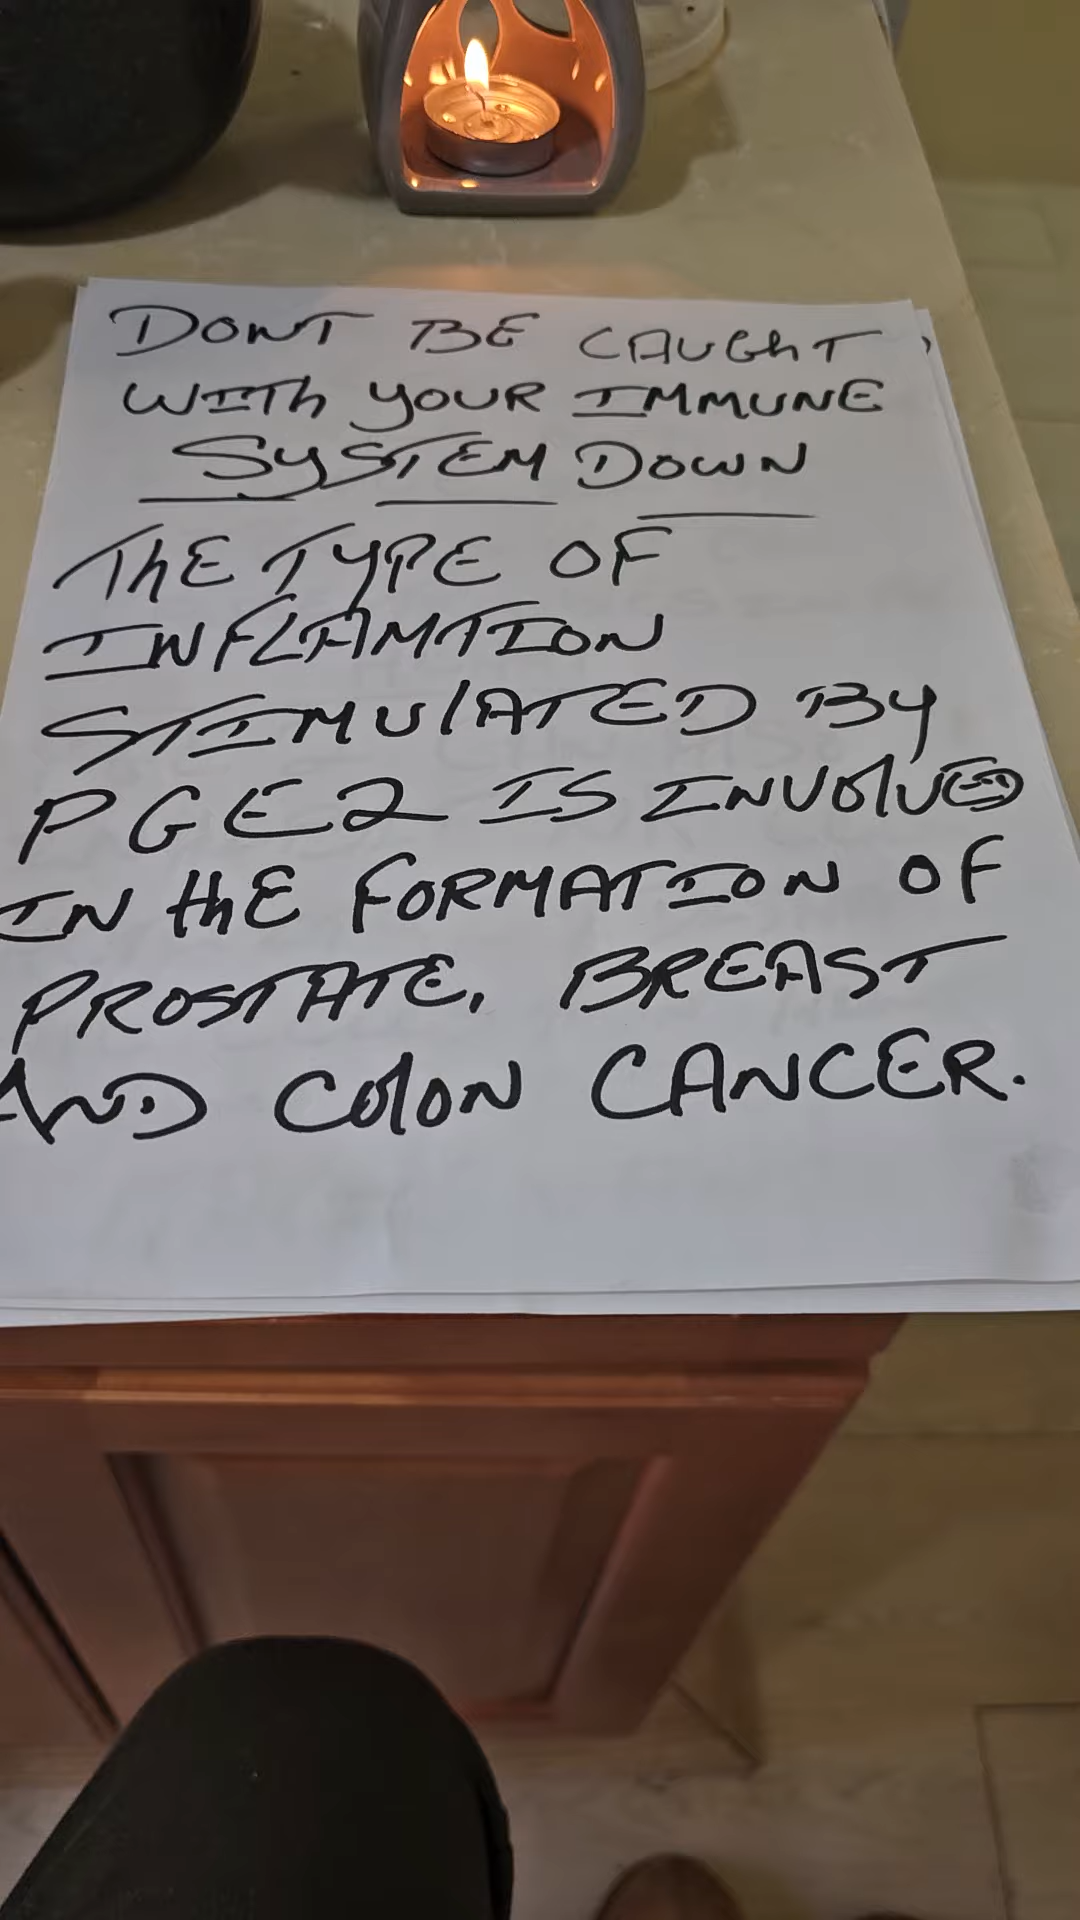 DONT BE CAUGHT
WITH YOUR IMMUNE
SYSTEM DOWN
THE TYPE OF
INFLAMTION
STIMULATED BY
PGE2 IS INVOLVED
IN THE FORMATION OF
PROSTATE, BREAST
AND COLON CANCER.